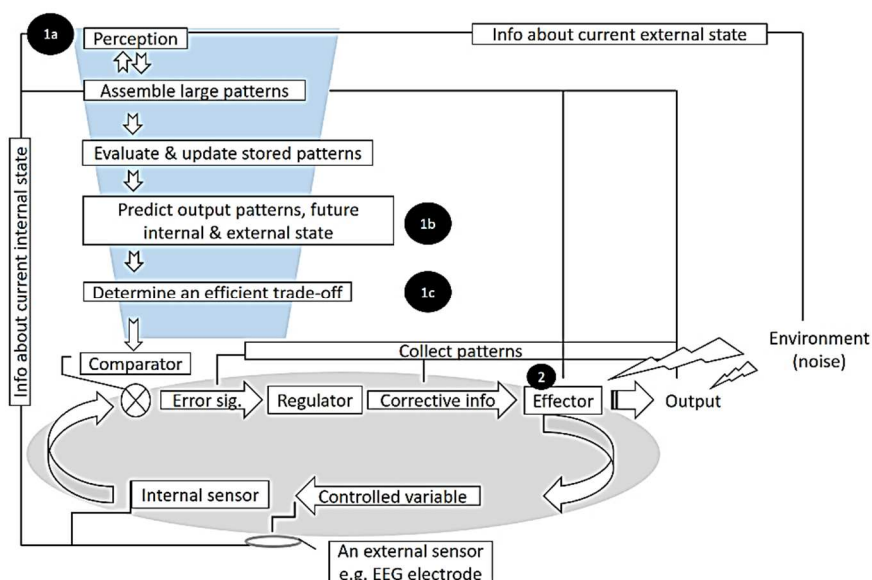 1a
Perception
Info about current external state
Assemble large patterns
Evaluate & update stored patterns
Predict output patterns, future
internal & external state
1b
Determine an efficient trade-off
1c
Info about current internal state
Environment
(noise)
Comparator
Collect patterns
2
Error sig.
Regulator
Corrective info
Effector
Output
Internal sensor
Controlled variable
An external sensor
e.g. EEG electrode